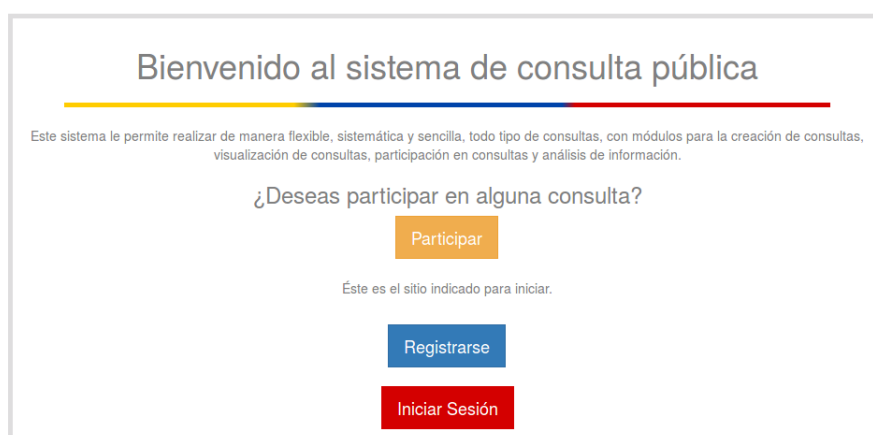 Bienvenido al sistema de consulta pública
Este sistema le permite realizar de manera flexible, sistemática y sencilla, todo tipo de consultas, con módulos para la creación de consultas,
visualización de consultas, participación en consultas y análisis de información.
¿Deseas participar en alguna consulta?
Participar
Éste es el sitio indicado para iniciar.
Registrarse
Iniciar Sesión